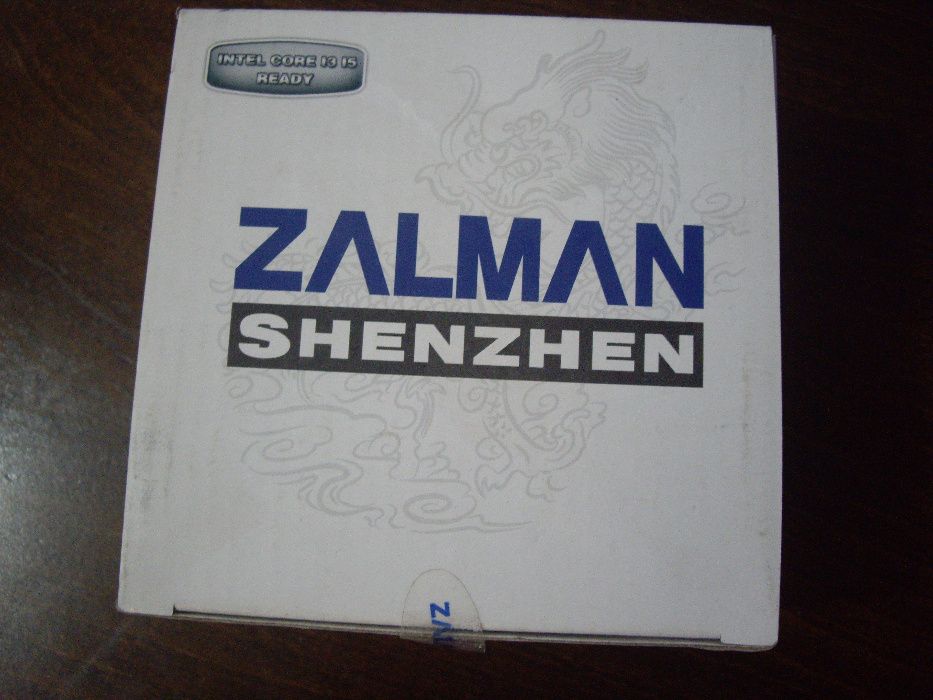 INTEL CORE I3 I5
READY
ZALMAN
SHENZHEN